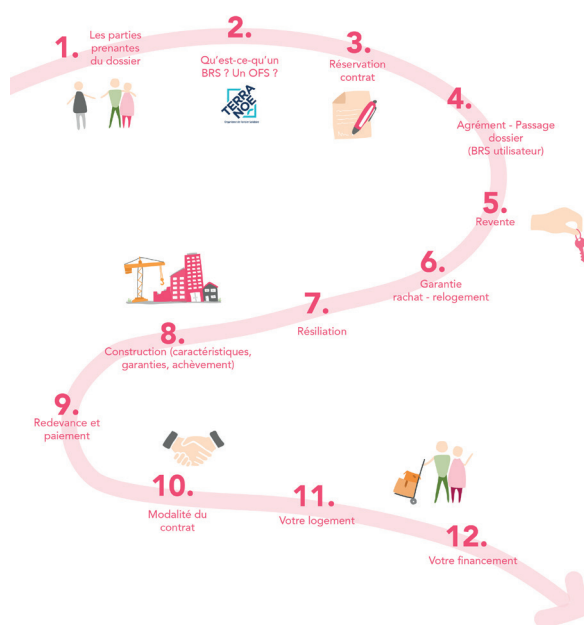 1.
Les parties
prenantes
du dossier
2.
Qu'est-ce-qu'un
BRS ? Un OFS ?
TERRA
NOE
3.
Réservation
contrat
4.
Agrément - Passage
dossier
(BRS utilisateur)
5.
Revente
6.
Garantie
rachat - relogement
7.
Résiliation
8.
Construction (caractéristiques,
garanties, achèvement)
9.
Redevance et
paiement
10.
Modalité du
contrat
11.
Votre logement
12.
Votre financement